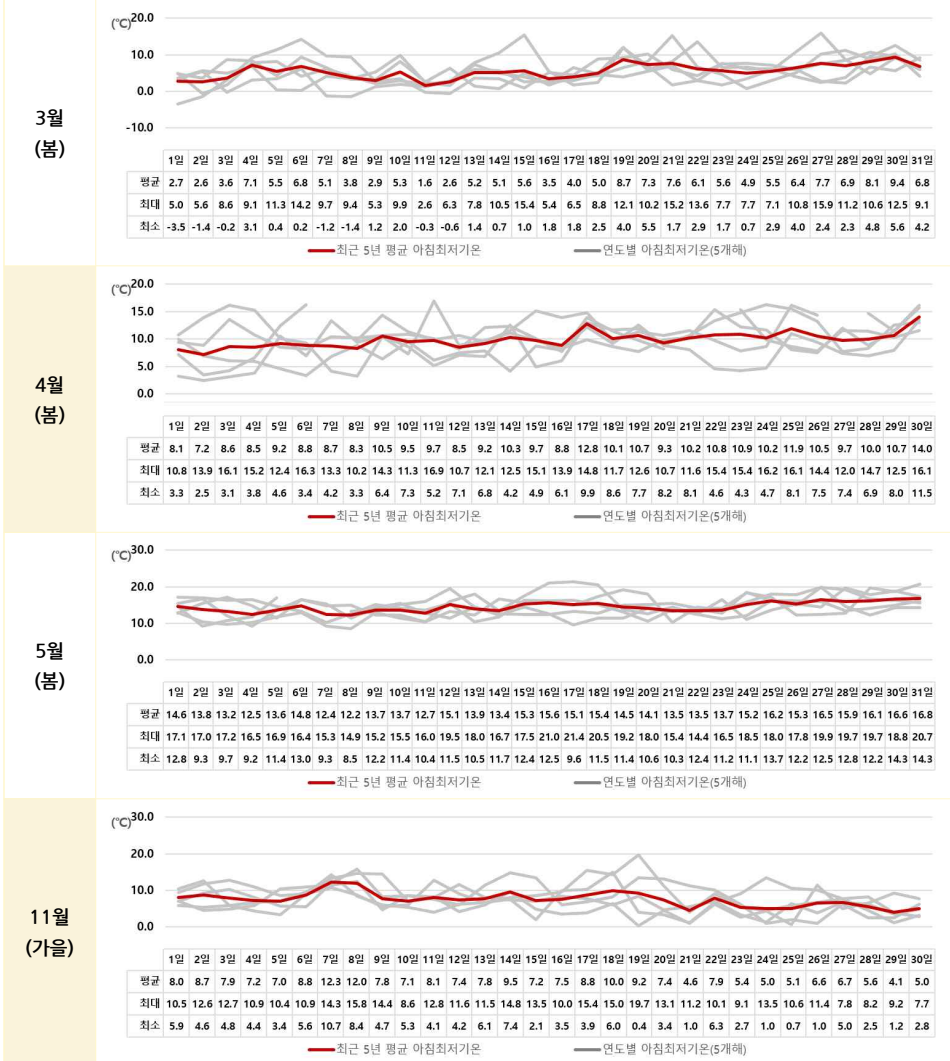 (℃)20.0
10.0
0.0
-10.0
3월
(봄)
1일 2일 3일 4일 5일 6일 7일 8일 9일 10일 11일 12일 13일 14일 15일 16일 17일 18일 19일 20일 21일 22일 23일 24일 25일 26일 27일 28일 29일 30일 31일
평균 2.7 2.6 3.6 7.1 5.5 6.8 5.1 3.8 2.9 5.3 1.6 2.6 5.2 5.1 5.6 3.5 4.0 5.0 8.7 7.3 7.6 6.1 5.6 4.9 5.5 6.4 7.7 6.9 8.1 9.4 6.8
최대 5.0 5.6 8.6 9.1 11.3 14.2 9.7 9.4 5.3 9.9 2.6 6.3 7.8 10.5 15.4 5.4 6.5 8.8 12.1 10.2 15.2 13.6 7.7 7.7 7.1 10.8 15.9 11.2 10.6 12.5 9.1
최소 -3.5 -1.4 -0.2 3.1 0.4 0.2 -1.2 -1.4 1.2 2.0 -0.3 -0.6 1.4 0.7 1.0 1.8 1.8 2.5 4.0 5.5 1.7 2.9 1.7 0.7 2.9 4.0 2.4 2.3 4.8 5.6 4.2
최근 5년 평균 아침최저기온 연도별 아침최저기온(5개해)
(℃)20.0
15.0
10.0
5.0
0.0
4월
(봄)
1일 2일 3일 4일 5일 6일 7일 8일 9일 10일 11일 12일 13일 14일 15일 16일 17일 18일 19일 20일 21일 22일 23일 24일 25일 26일 27일 28일 29일 31일 30일
평균 8.1 7.2 8.6 8.5 9.2 8.8 8.7 8.3 10.5 9.5 9.7 8.5 9.2 10.3 9.7 8.8 12.8 10.1 10.7 9.3 10.2 10.8 10.9 10.2 11.9 10.5 9.7 10.0 10.7 14.0
최대 10.8 13.9 16.1 15.2 12.4 16.3 13.3 10.2 14.3 11.3 16.9 10.7 12.1 12.5 15.1 13.9 14.8 11.7 12.6 10.7 11.6 15.4 15.4 16.2 16.1 14.4 12.0 14.7 12.5 16.1
최소 3.3 2.5 3.1 3.8 4.6 3.4 4.2 3.3 6.4 7.3 5.2 7.1 6.8 4.2 4.9 6.1 9.9 8.6 7.7 8.2 8.1 4.6 4.3 4.7 8.1 7.5 7.4 6.9 8.0 11.5
최근 5년 평균 아침최저기온 연도별 아침최저기온(5개해)
(℃)30.0
20.0
10.0
0.0
5월
(봄)
1일 2일 3일 4일 5일 6일 7일 8일 9일 10일 11일 12일 13일 14일 15일 16일 17일 18일 19일 20일 21일 22일 23일 24일 25일 26일 27일 28일 29일 30일 31일
평균 14.6 13.8 13.2 12.5 13.6 14.8 12.4 12.2 13.7 13.7 12.7 15.1 13.9 13.4 15.3 15.6 15.1 15.4 14.5 14.1 13.5 13.5 13.7 15.2 16.2 15.3 16.5 15.9 16.1 16.6 16.8
최대 17.1 17.0 17.2 16.5 16.9 16.4 15.3 14.9 15.2 15.5 16.0 19.5 18.0 16.7 17.5 21.0 21.4 20.5 19.2 18.0 15.4 14.4 16.5 18.5 18.0 17.8 19.9 19.7 19.7 18.8 20.7
최소 12.8 9.3 9.7 9.2 11.4 13.0 9.3 8.5 12.2 11.4 10.4 11.5 10.5 11.7 12.4 12.5 9.6 11.5 11.4 10.6 10.3 12.4 11.2 11.1 13.7 12.2 12.5 12.8 12.2 14.3 14.3
최근 5년 평균 아침최저기온 연도별 아침최저기온(5개해)
(℃)30.0
20.0
10.0
0.0
11월
(가을)
1일 2일 3일 4일 5일 6일 7일 8일 9일 10일 11일 12일 13일 14일 15일 16일 17일 18일 19일 20일 21일 22일 23일 24일 25일 26일 27일 28일 29일 30일
평균 8.0 8.7 7.9 7.2 7.0 8.8 12.3 12.0 7.8 7.1 8.1 7.4 7.8 9.5 7.2 7.5 8.8 10.0 9.2 7.4 4.6 7.9 5.4 5.0 5.1 6.6 6.7 5.6 4.1 5.0
최대 10.5 12.6 12.7 10.9 10.4 10.9 14.3 15.8 14.4 8.6 12.8 11.6 11.5 14.8 13.5 10.0 15.4 15.0 19.7 13.1 11.2 10.1 9.1 13.5 10.6 11.4 7.8 8.2 9.2 7.7
최소 5.9 4.6 4.8 4.4 3.4 5.6 10.7 8.4 4.7 5.3 4.1 4.2 6.1 7.4 2.1 3.5 3.9 6.0 0.4 3.4 1.0 6.3 2.7 1.0 0.7 1.0 5.0 2.5 1.2 2.8
최근 5년 평균 아침최저기온 연도별 아침최저기온(5개해)